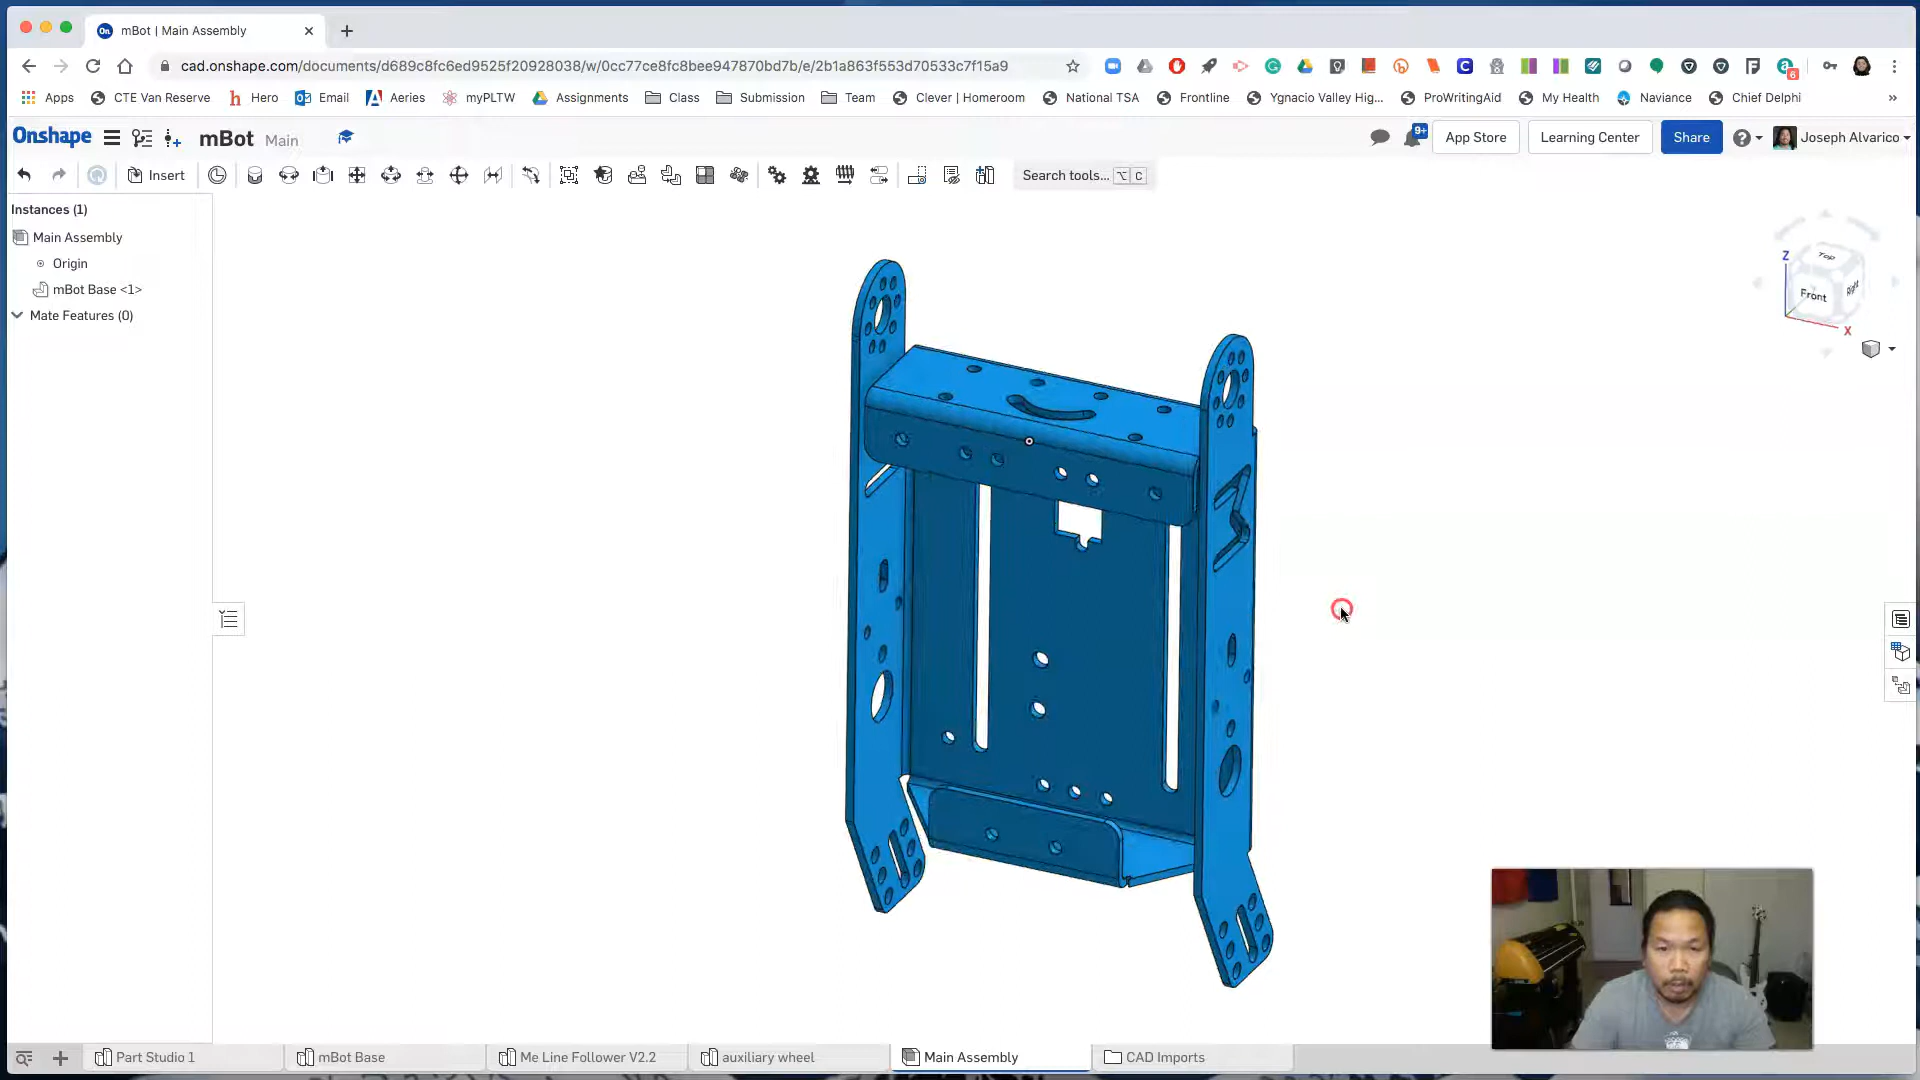 mBot | Main Assembly
cad.onshape.com/documents/d689c8fc6ed9525f20928038/w/0cc77ce8fc8bee947870bd7b/e/2b1a863f553d70533c7f15a9
6
Apps CTE Van Reserve Hero Email Aeries myPLTW Assignments Class Submission Team Clever | Homeroom National TSA Frontline Ygnacio Valley Hig... ProWritingAid My Health Naviance Chief Delphi »
Onshape mBot Main 9+ App Store Learning Center Share Joseph Alvarico
Insert Search tools... ⌥ C
Instances (1)
Main Assembly
Origin
mBot Base <1>
Mate Features (0)
Z
Top
Front
Right
X
Part Studio 1 mBot Base Me Line Follower V2.2 auxiliary wheel Main Assembly CAD Imports